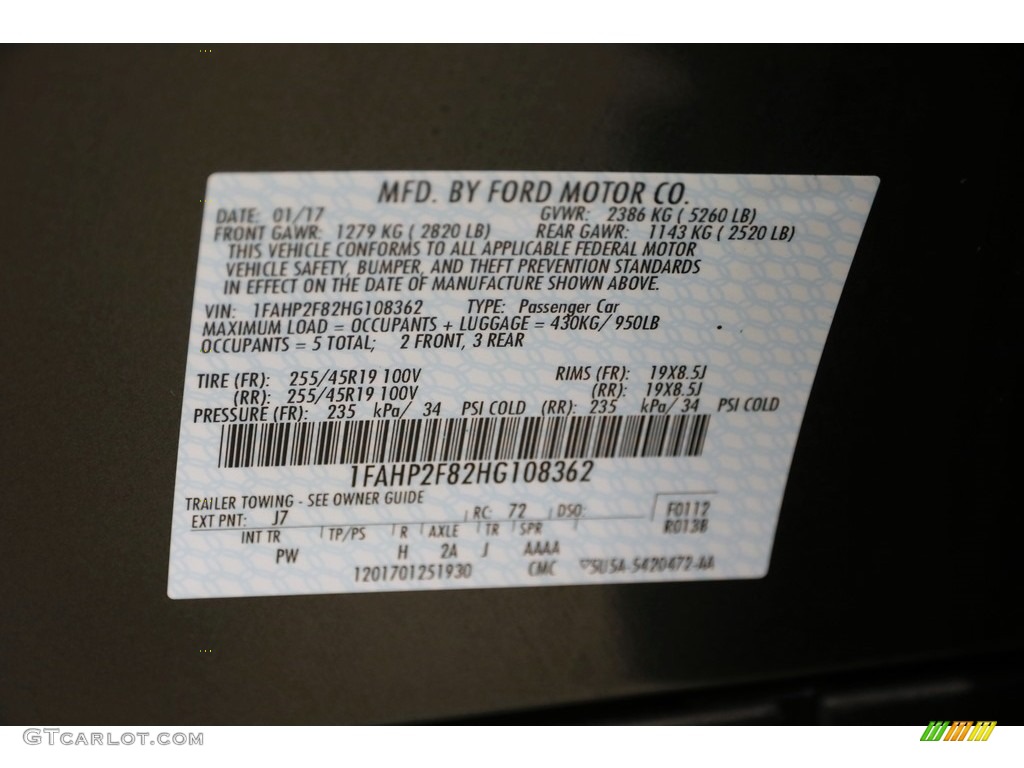 MFD. BY FORD MOTOR CO.
DATE: 01/17 GVWR: 2386 KG ( 5260 LB)
FRONT GAWR: 1279 KG ( 2820 LB) REAR GAWR: 1143 KG ( 2520 LB)
THIS VEHICLE CONFORMS TO ALL APPLICABLE FEDERAL MOTOR
VEHICLE SAFETY, BUMPER, AND THEFT PREVENTION STANDARDS
IN EFFECT ON THE DATE OF MANUFACTURE SHOWN ABOVE.
VIN: 1FAHP2F82HG108362 TYPE: Passenger Car
MAXIMUM LOAD = OCCUPANTS + LUGGAGE = 430KG/ 950LB
OCCUPANTS = 5 TOTAL; 2 FRONT, 3 REAR
TIRE (FR): 255/45R19 100V RIMS (FR): 19X8.5J
(RR): 255/45R19 100V (RR): 19X8.5J
PRESSURE (FR): 235 kPa/ 34 PSI COLD (RR): 235 kPa/ 34 PSI COLD
1FAHP2F82HG108362
TRAILER TOWING - SEE OWNER GUIDE
EXT PNT: J7 RC: 72 DSO: F0112
R0138
INT TR TP/PS R AXLE TR SPR
PW H 2A J AAAA
1201701251930 CMC 5U5A-5420472-AA
GTCarlot.com